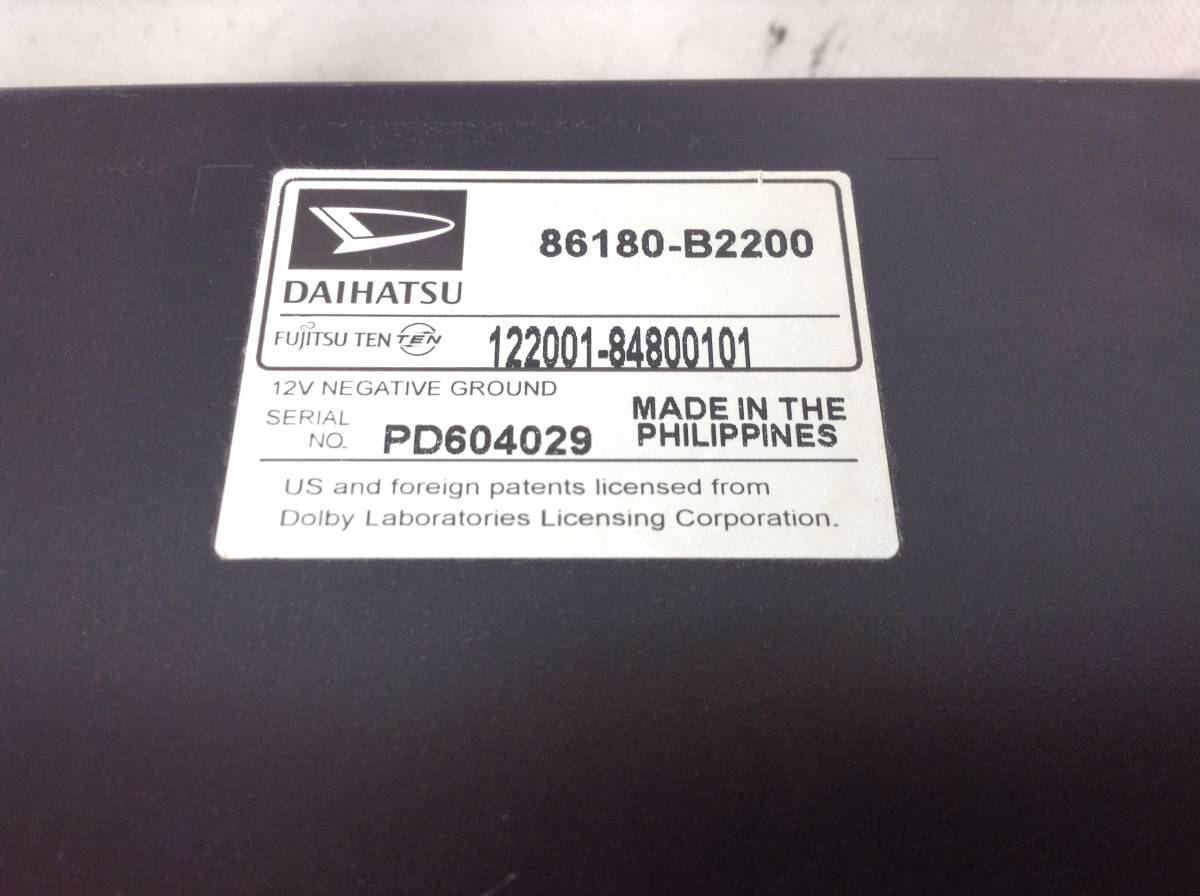 86180-B2200
DAIHATSU
FUJITSU TEN TEN 122001-84800101
12V NEGATIVE GROUND
SERIAL NO. PD604029
MADE IN THE
PHILIPPINES
US and foreign patents licensed from
Dolby Laboratories Licensing Corporation.